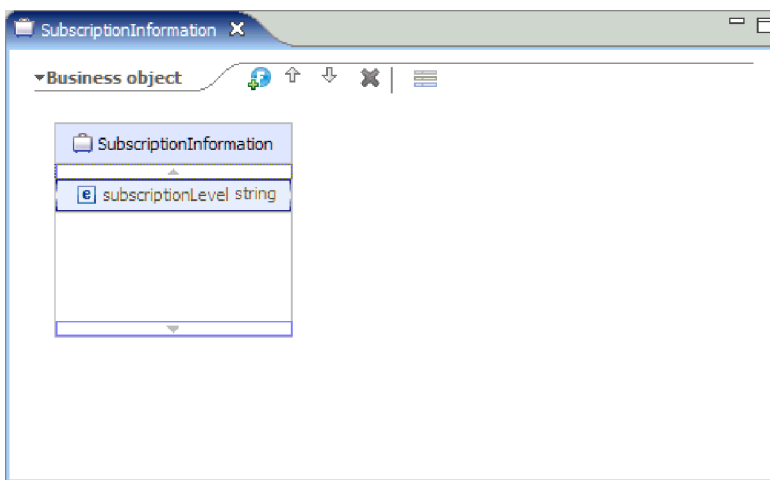 SubscriptionInformation
Business object
SubscriptionInformation
e subscriptionLevel string